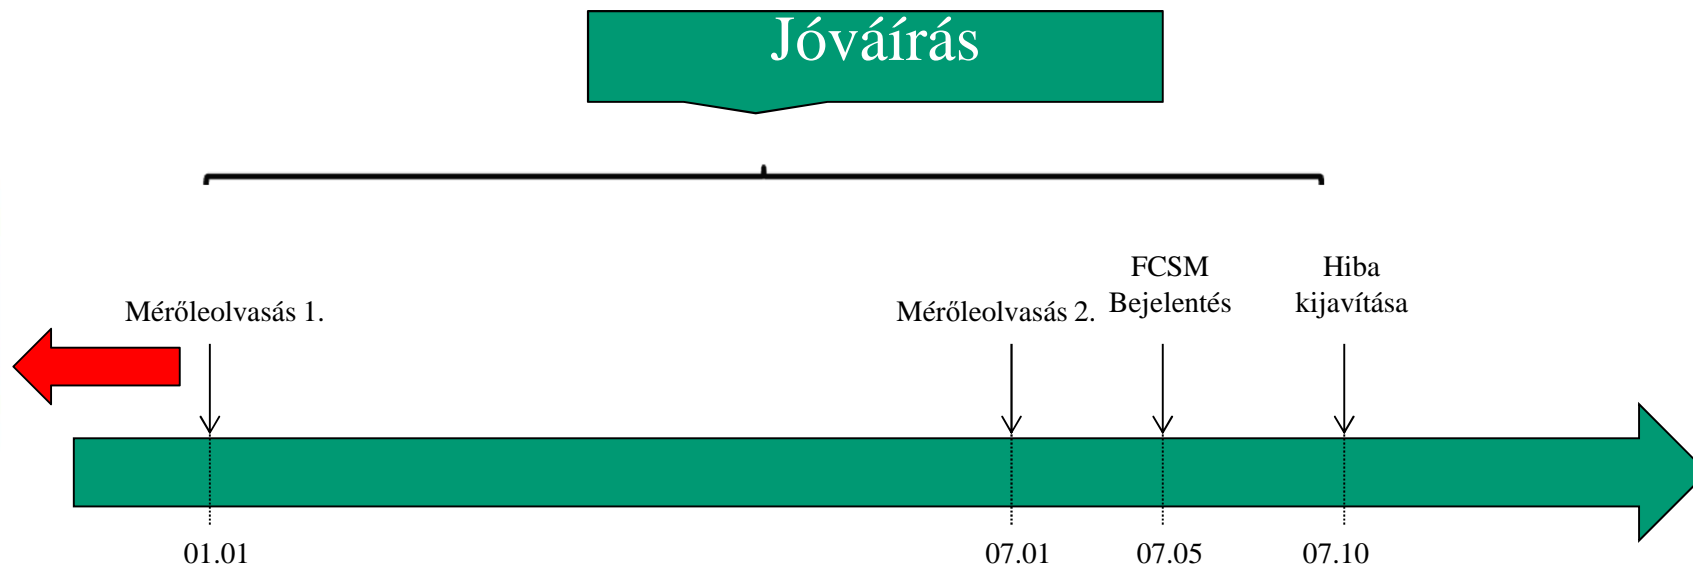 Jóváírás
FCSM
Bejelentés
Hiba
kijavítása
Mérőleolvasás 1.
Mérőleolvasás 2.
01.01
07.01
07.05
07.10